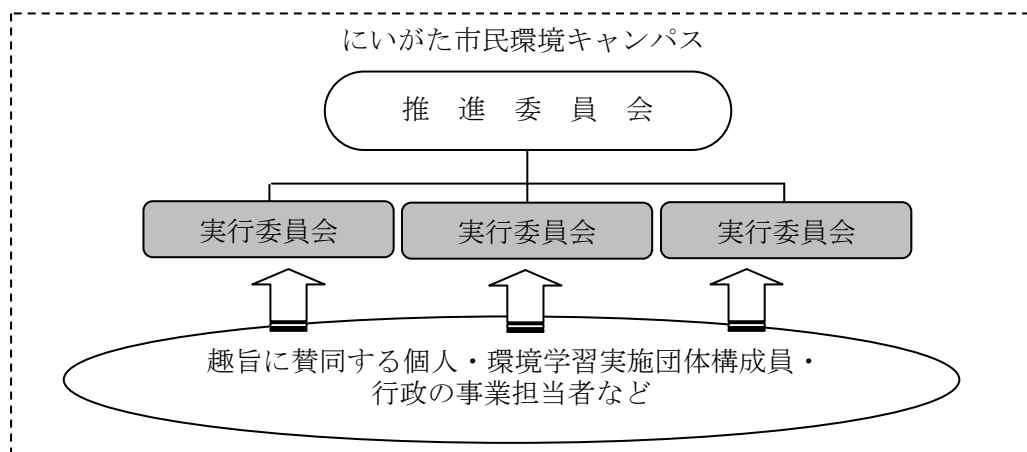 にいがた市民環境キャンパス
推 進 委 員 会
実行委員会
実行委員会
実行委員会
趣旨に賛同する個人・環境学習実施団体構成員・
行政の事業担当者など